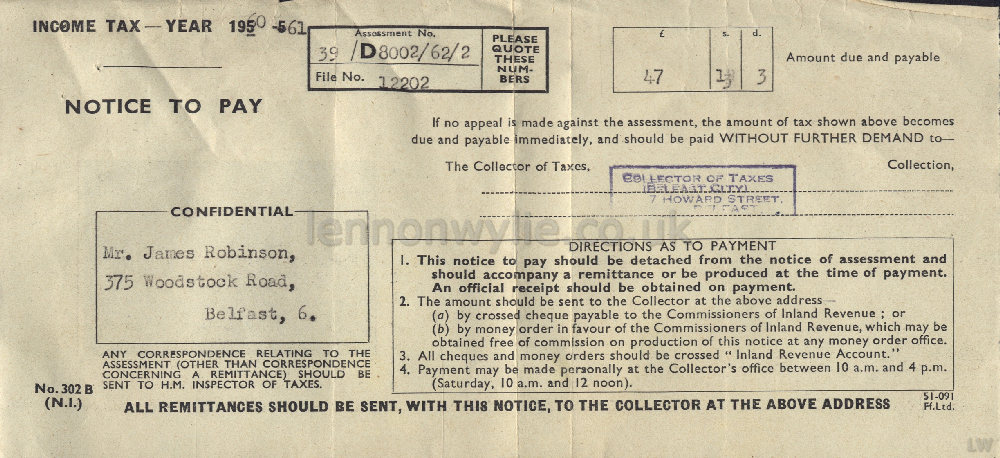 INCOME TAX — YEAR 1960-61
Assessment No.
39 / D8002/62/2
File No. 12202
PLEASE
QUOTE
THESE
NUM-
BERS
£ s. d.
47 3
Amount due and payable
NOTICE TO PAY
If no appeal is made against the assessment, the amount of tax shown above becomes
due and payable immediately, and should be paid WITHOUT FURTHER DEMAND to—
The Collector of Taxes, Collection,
COLLECTOR OF TAXES
(BELFAST CITY)
7 HOWARD STREET,
BELFAST
lennonwylie.co.uk
CONFIDENTIAL
Mr. James Robinson,
375 Woodstock Road,
Belfast, 6.
ANY CORRESPONDENCE RELATING TO THE
ASSESSMENT (OTHER THAN CORRESPONDENCE
CONCERNING A REMITTANCE) SHOULD BE
SENT TO H.M. INSPECTOR OF TAXES.
DIRECTIONS AS TO PAYMENT
1. This notice to pay should be detached from the notice of assessment and
should accompany a remittance or be produced at the time of payment.
An official receipt should be obtained on payment.
2. The amount should be sent to the Collector at the above address—
(a) by crossed cheque payable to the Commissioners of Inland Revenue ; or
(b) by money order in favour of the Commissioners of Inland Revenue, which may be
obtained free of commission on production of this notice at any money order office.
3. All cheques and money orders should be crossed " Inland Revenue Account."
4. Payment may be made personally at the Collector's office between 10 a.m. and 4 p.m.
(Saturday, 10 a.m. and 12 noon).
No. 302 B
(N.I.)
ALL REMITTANCES SHOULD BE SENT, WITH THIS NOTICE, TO THE COLLECTOR AT THE ABOVE ADDRESS
51-091
Ff.Ltd.
LW